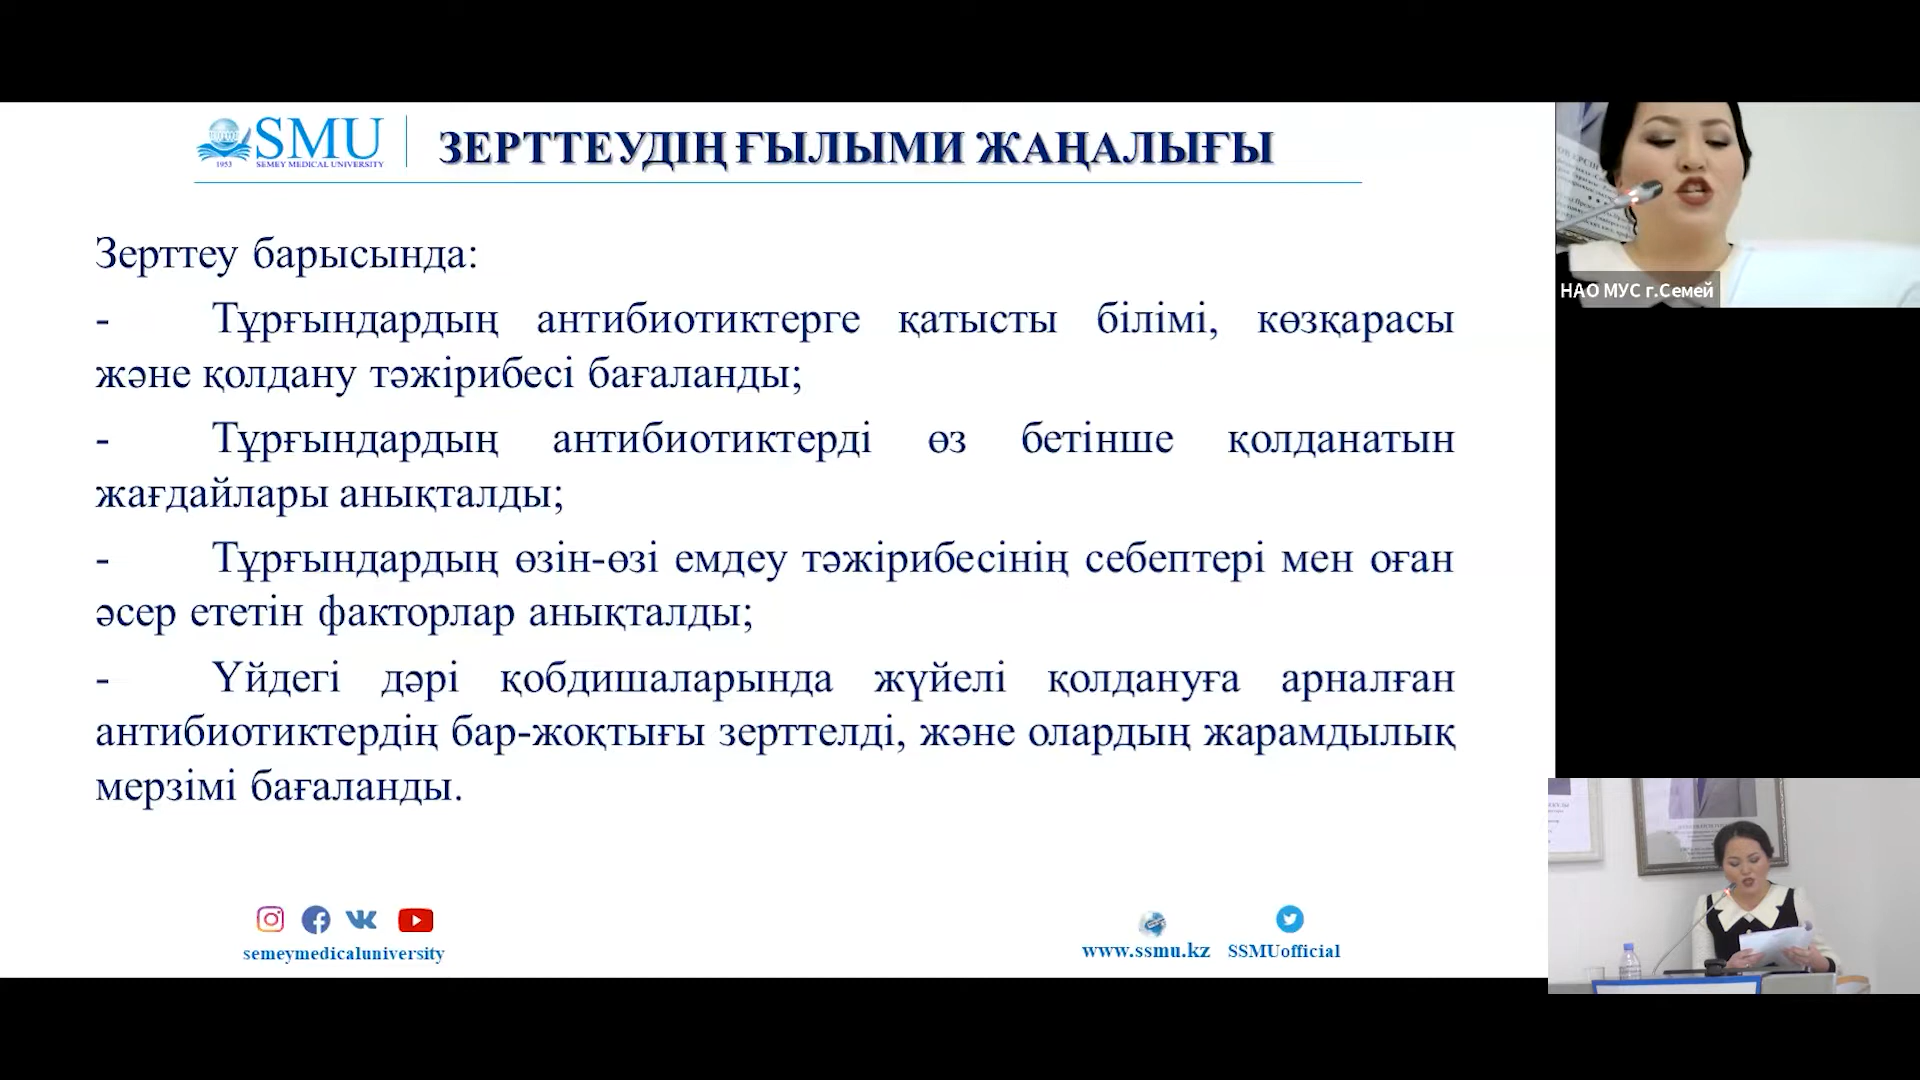 SMU
1953 SEMEY MEDICAL UNIVERSITY
ЗЕРТТЕУДІҢ ҒЫЛЫМИ ЖАҢАЛЫҒЫ
Зерттеу барысында:
- Тұрғындардың антибиотиктерге қатысты білімі, көзқарасы
және қолдану тәжірибесі бағаланды;
- Тұрғындардың антибиотиктерді өз бетінше қолданатын
жағдайлары анықталды;
- Тұрғындардың өзін-өзі емдеу тәжірибесінің себептері мен оған
әсер ететін факторлар анықталды;
- Үйдегі дәрі қобдишаларында жүйелі қолдануға арналған
антибиотиктердің бар-жоқтығы зерттелді, және олардың жарамдылық
мерзімі бағаланды.
semeymedicaluniversity
www.ssmu.kz
SSMUofficial
НАО МУС г.Семей